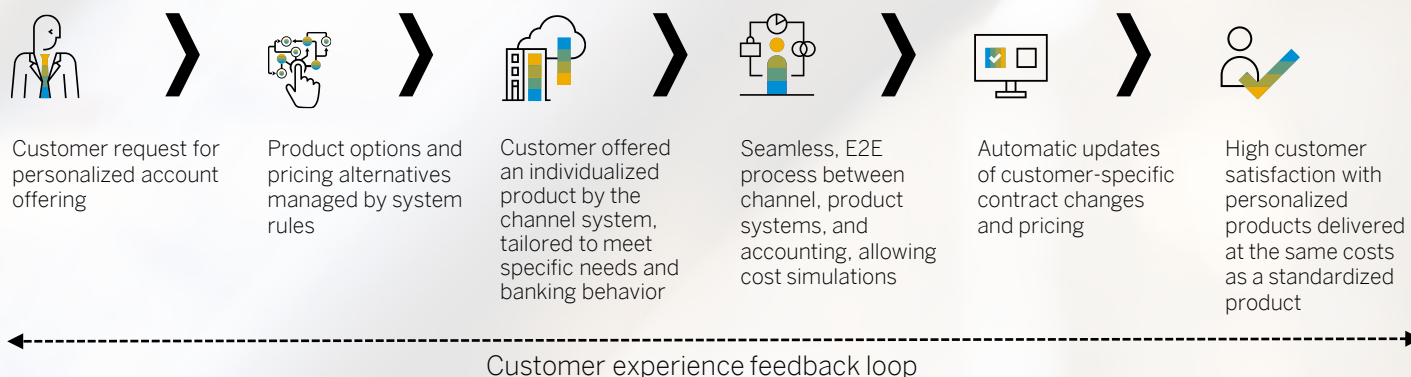 Customer request for
personalized account
offering
Product options and
pricing alternatives
managed by system
rules
Customer offered
an individualized
product by the
channel system,
tailored to meet
specific needs and
banking behavior
Seamless, E2E
process between
channel, product
systems, and
accounting, allowing
cost simulations
Automatic updates
of customer-specific
contract changes
and pricing
High customer
satisfaction with
personalized
products delivered
at the same costs
as a standardized
product
Customer experience feedback loop